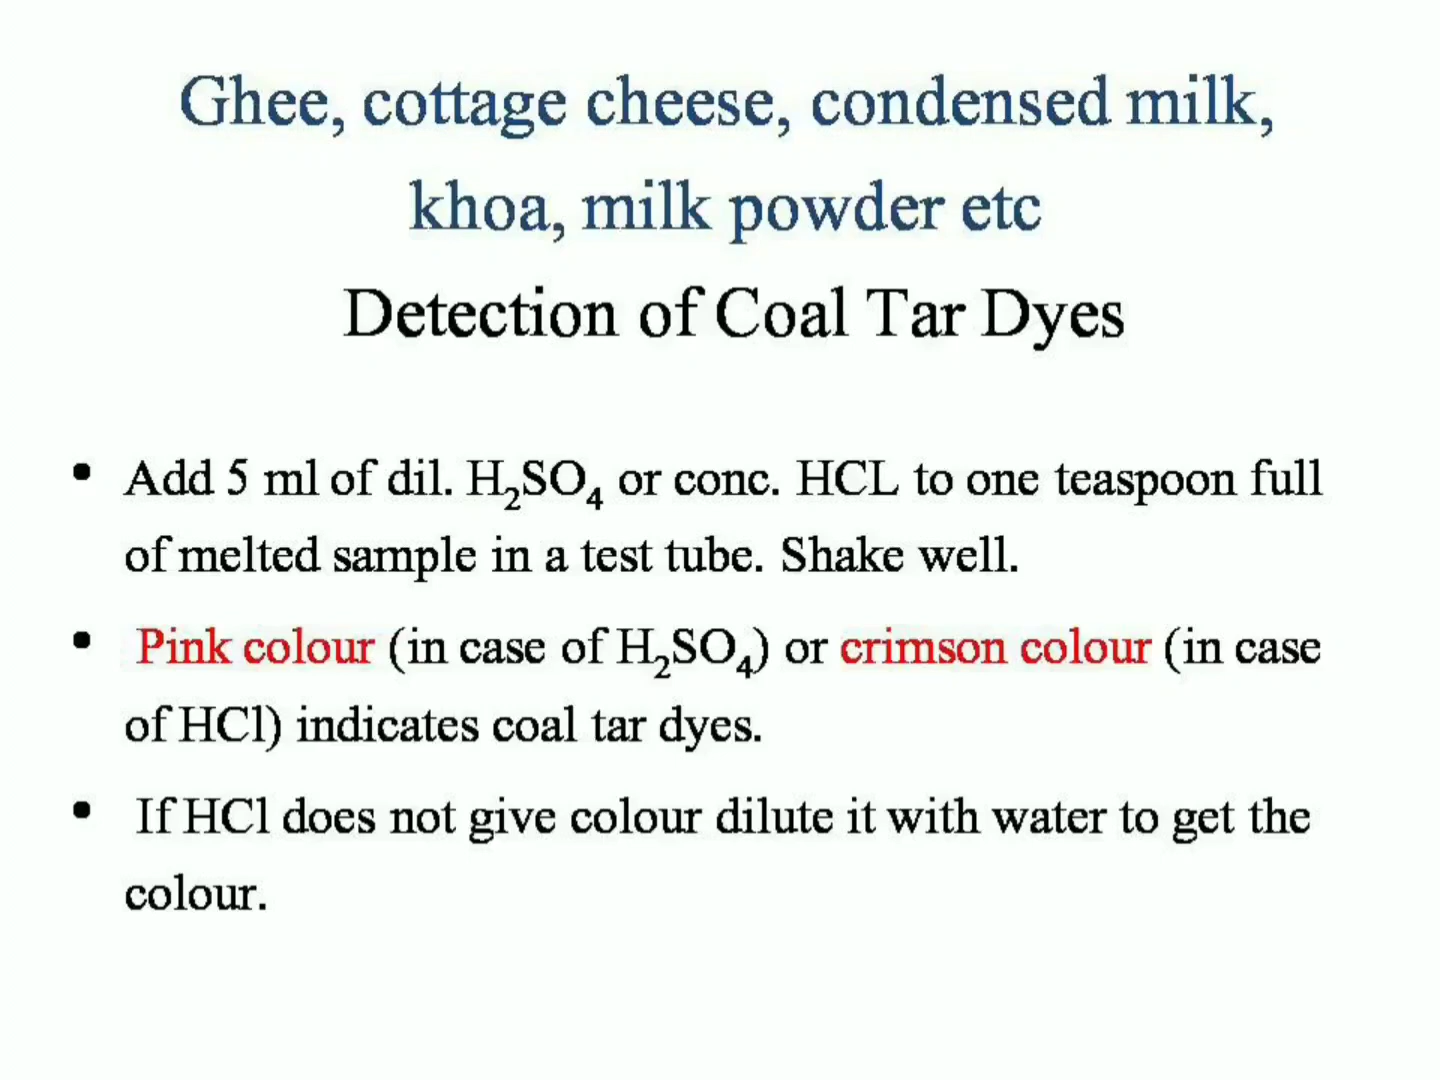 Ghee, cottage cheese, condensed milk,
khoa, milk powder etc
Detection of Coal Tar Dyes
• Add 5 ml of dil. H₂SO₄ or conc. HCL to one teaspoon full
of melted sample in a test tube. Shake well.
• Pink colour (in case of H₂SO₄) or crimson colour (in case
of HCl) indicates coal tar dyes.
• If HCl does not give colour dilute it with water to get the
colour.